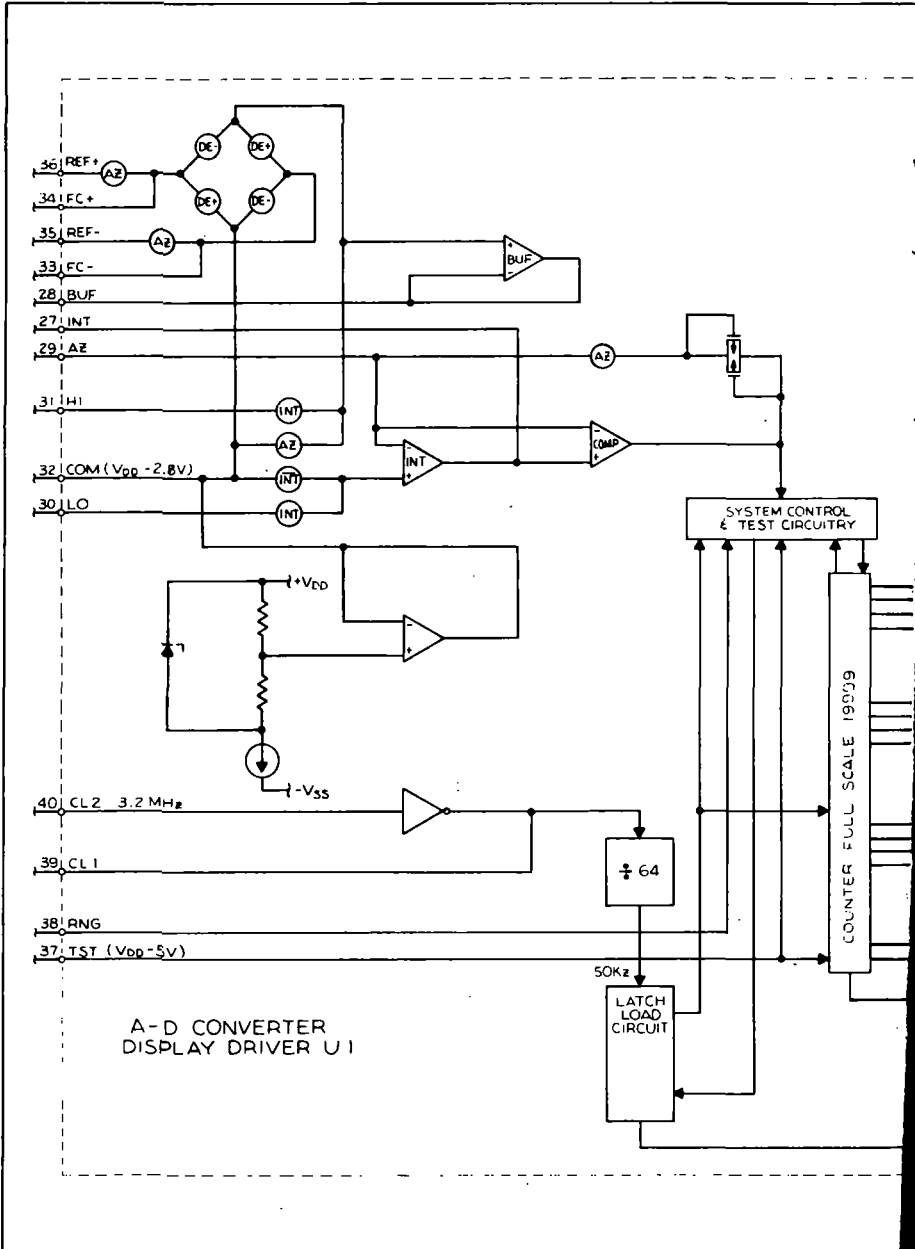 DE-
DE+
36
REF+
AZ
DE+
DE-
34
FC+
35
REF-
AZ
33
FC-
28
BUF
BUF
+
-
27
INT
29
AZ
AZ
31
HI
INT
AZ
-
INT
+
-
COMP
+
32
COM (VDD -2.8V)
INT
30
LO
INT
SYSTEM CONTROL
& TEST CIRCUITRY
+VDD
-
+
-VSS
40
CL2 3.2 MHz
39
CL1
÷ 64
38
RNG
37
TST (VDD -5V)
50Kz
LATCH
LOAD
CIRCUIT
COUNTER FULL SCALE 19999
A-D CONVERTER
DISPLAY DRIVER U1